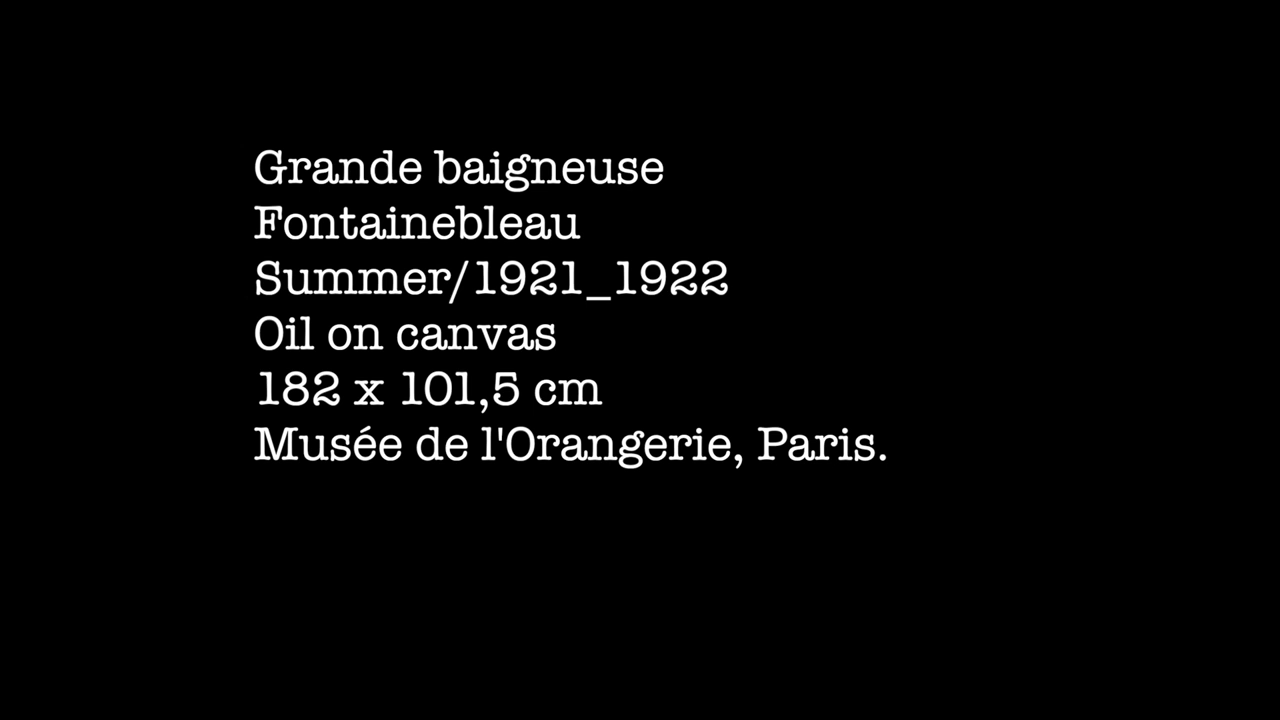 Grande baigneuse
Fontainebleau
Summer/1921_1922
Oil on canvas
182 x 101,5 cm
Musée de l'Orangerie, Paris.